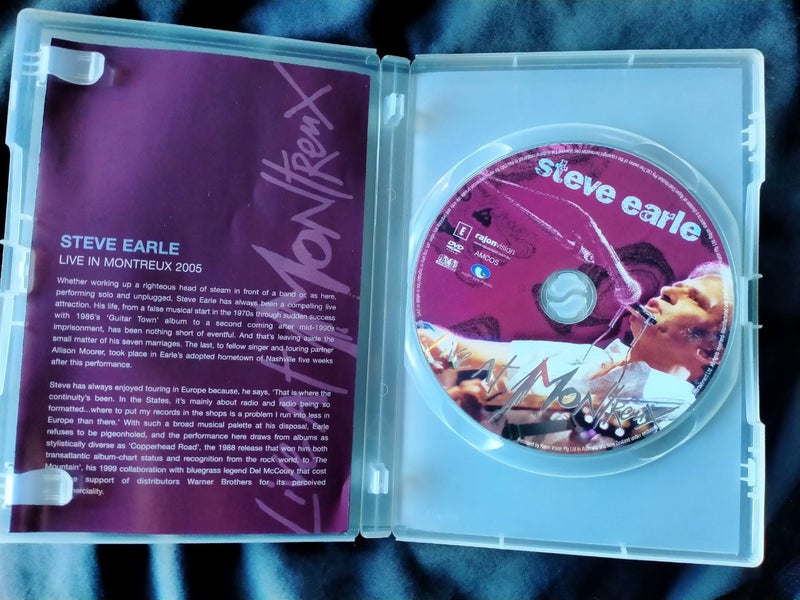 STEVE EARLE
LIVE IN MONTREUX 2005
Whether working up a righteous head of steam in front of a band or, as here,
performing solo and unplugged, Steve Earle has always been a compelling live
attraction. His life, from a false musical start in the 1970s through sudden success
with 1986's 'Guitar Town' album to a second coming after mid-1990s
imprisonment, has been nothing short of eventful. And that's leaving aside the
small matter of his seven marriages. The last, to fellow singer and touring partner
Allison Moorer, took place in Earle's adopted hometown of Nashville five weeks
after this performance.
Steve has always enjoyed touring in Europe because, he says, 'That is where the
continuity's been. In the States, it's mainly about radio and radio being so
formatted...where to put my records in the shops is a problem I run into less in
Europe than there.' With such a broad musical palette at his disposal, Earle
refuses to be pigeonholed, and the performance here draws from albums as
stylistically diverse as 'Copperhead Road', the 1988 release that won him both
transatlantic album-chart status and recognition from the rock world, to 'The
Mountain', his 1999 collaboration with bluegrass legend Del McCoury that cost
support of distributors Warner Brothers for its perceived
Live at Montreux
steve earle
E
rajonvision
DVD
AMCOS
Live at Montreux